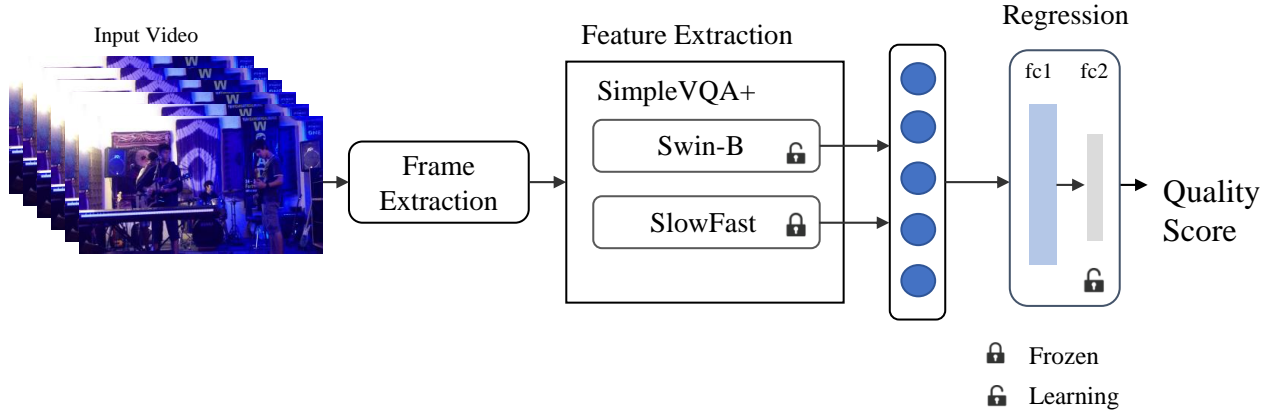 Input Video
Frame
Extraction
Feature Extraction
SimpleVQA+
Swin-B
SlowFast
Regression
fc1
fc2
Quality
Score
Frozen
Learning